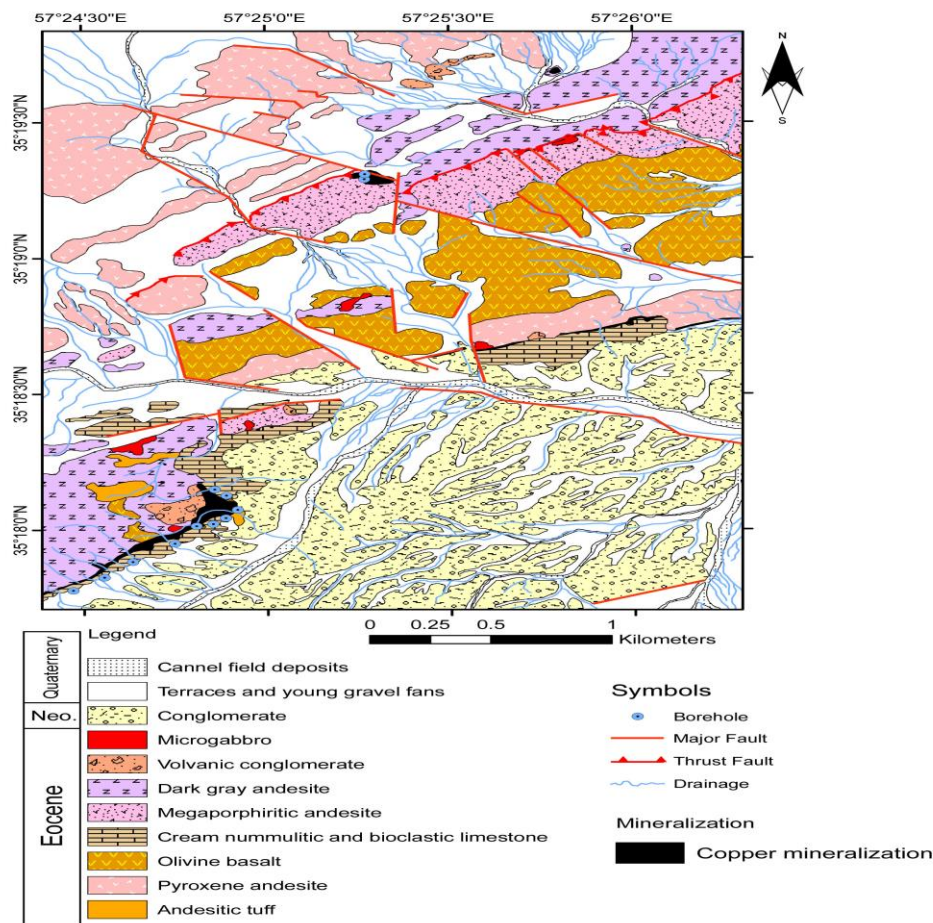 57°24'30"E 57°25'0"E 57°25'30"E 57°26'0"E
N
S
35°19'30"N
35°19'0"N
35°18'30"N
35°18'0"N
Legend
0 0.25 0.5 1
Kilometers
Quaternary
Cannel field deposits
Terraces and young gravel fans
Neo.
Conglomerate
Eocene
Microgabbro
Volcanic conglomerate
Dark gray andesite
Megaporphiritic andesite
Cream nummulitic and bioclastic limestone
Olivine basalt
Pyroxene andesite
Andesitic tuff
Symbols
Borehole
Major Fault
Thrust Fault
Drainage
Mineralization
Copper mineralization